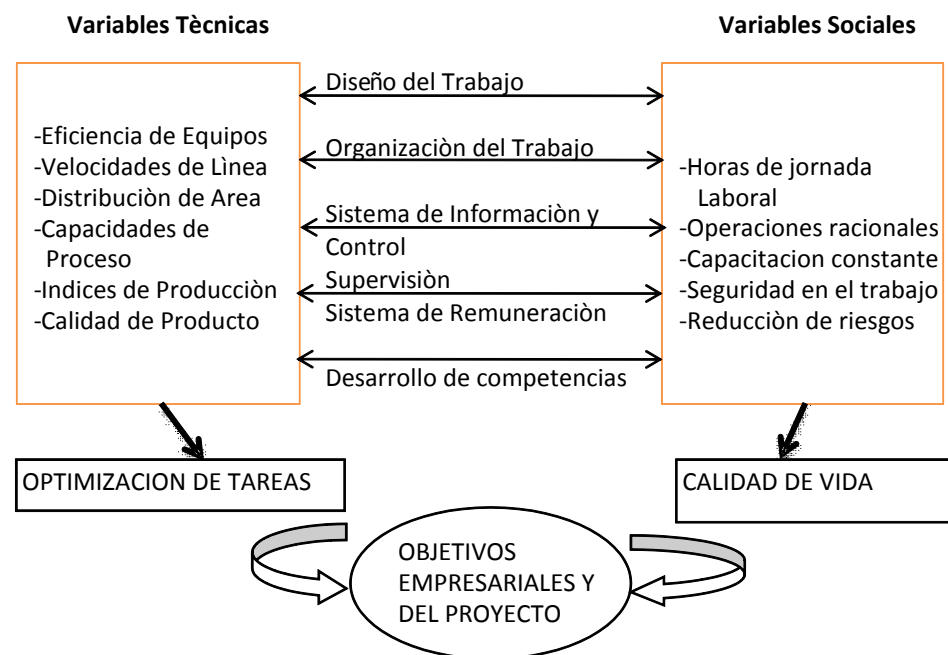 Variables Tècnicas
Variables Sociales
-Eficiencia de Equipos
-Velocidades de Lìnea
-Distribuciòn de Area
-Capacidades de
Proceso
-Indices de Producciòn
-Calidad de Producto
Diseño del Trabajo
Organizaciòn del Trabajo
Sistema de Informaciòn y
Control
Supervisiòn
Sistema de Remuneraciòn
Desarrollo de competencias
-Horas de jornada
Laboral
-Operaciones racionales
-Capacitacion constante
-Seguridad en el trabajo
-Reducciòn de riesgos
OPTIMIZACION DE TAREAS
CALIDAD DE VIDA
OBJETIVOS
EMPRESARIALES Y
DEL PROYECTO